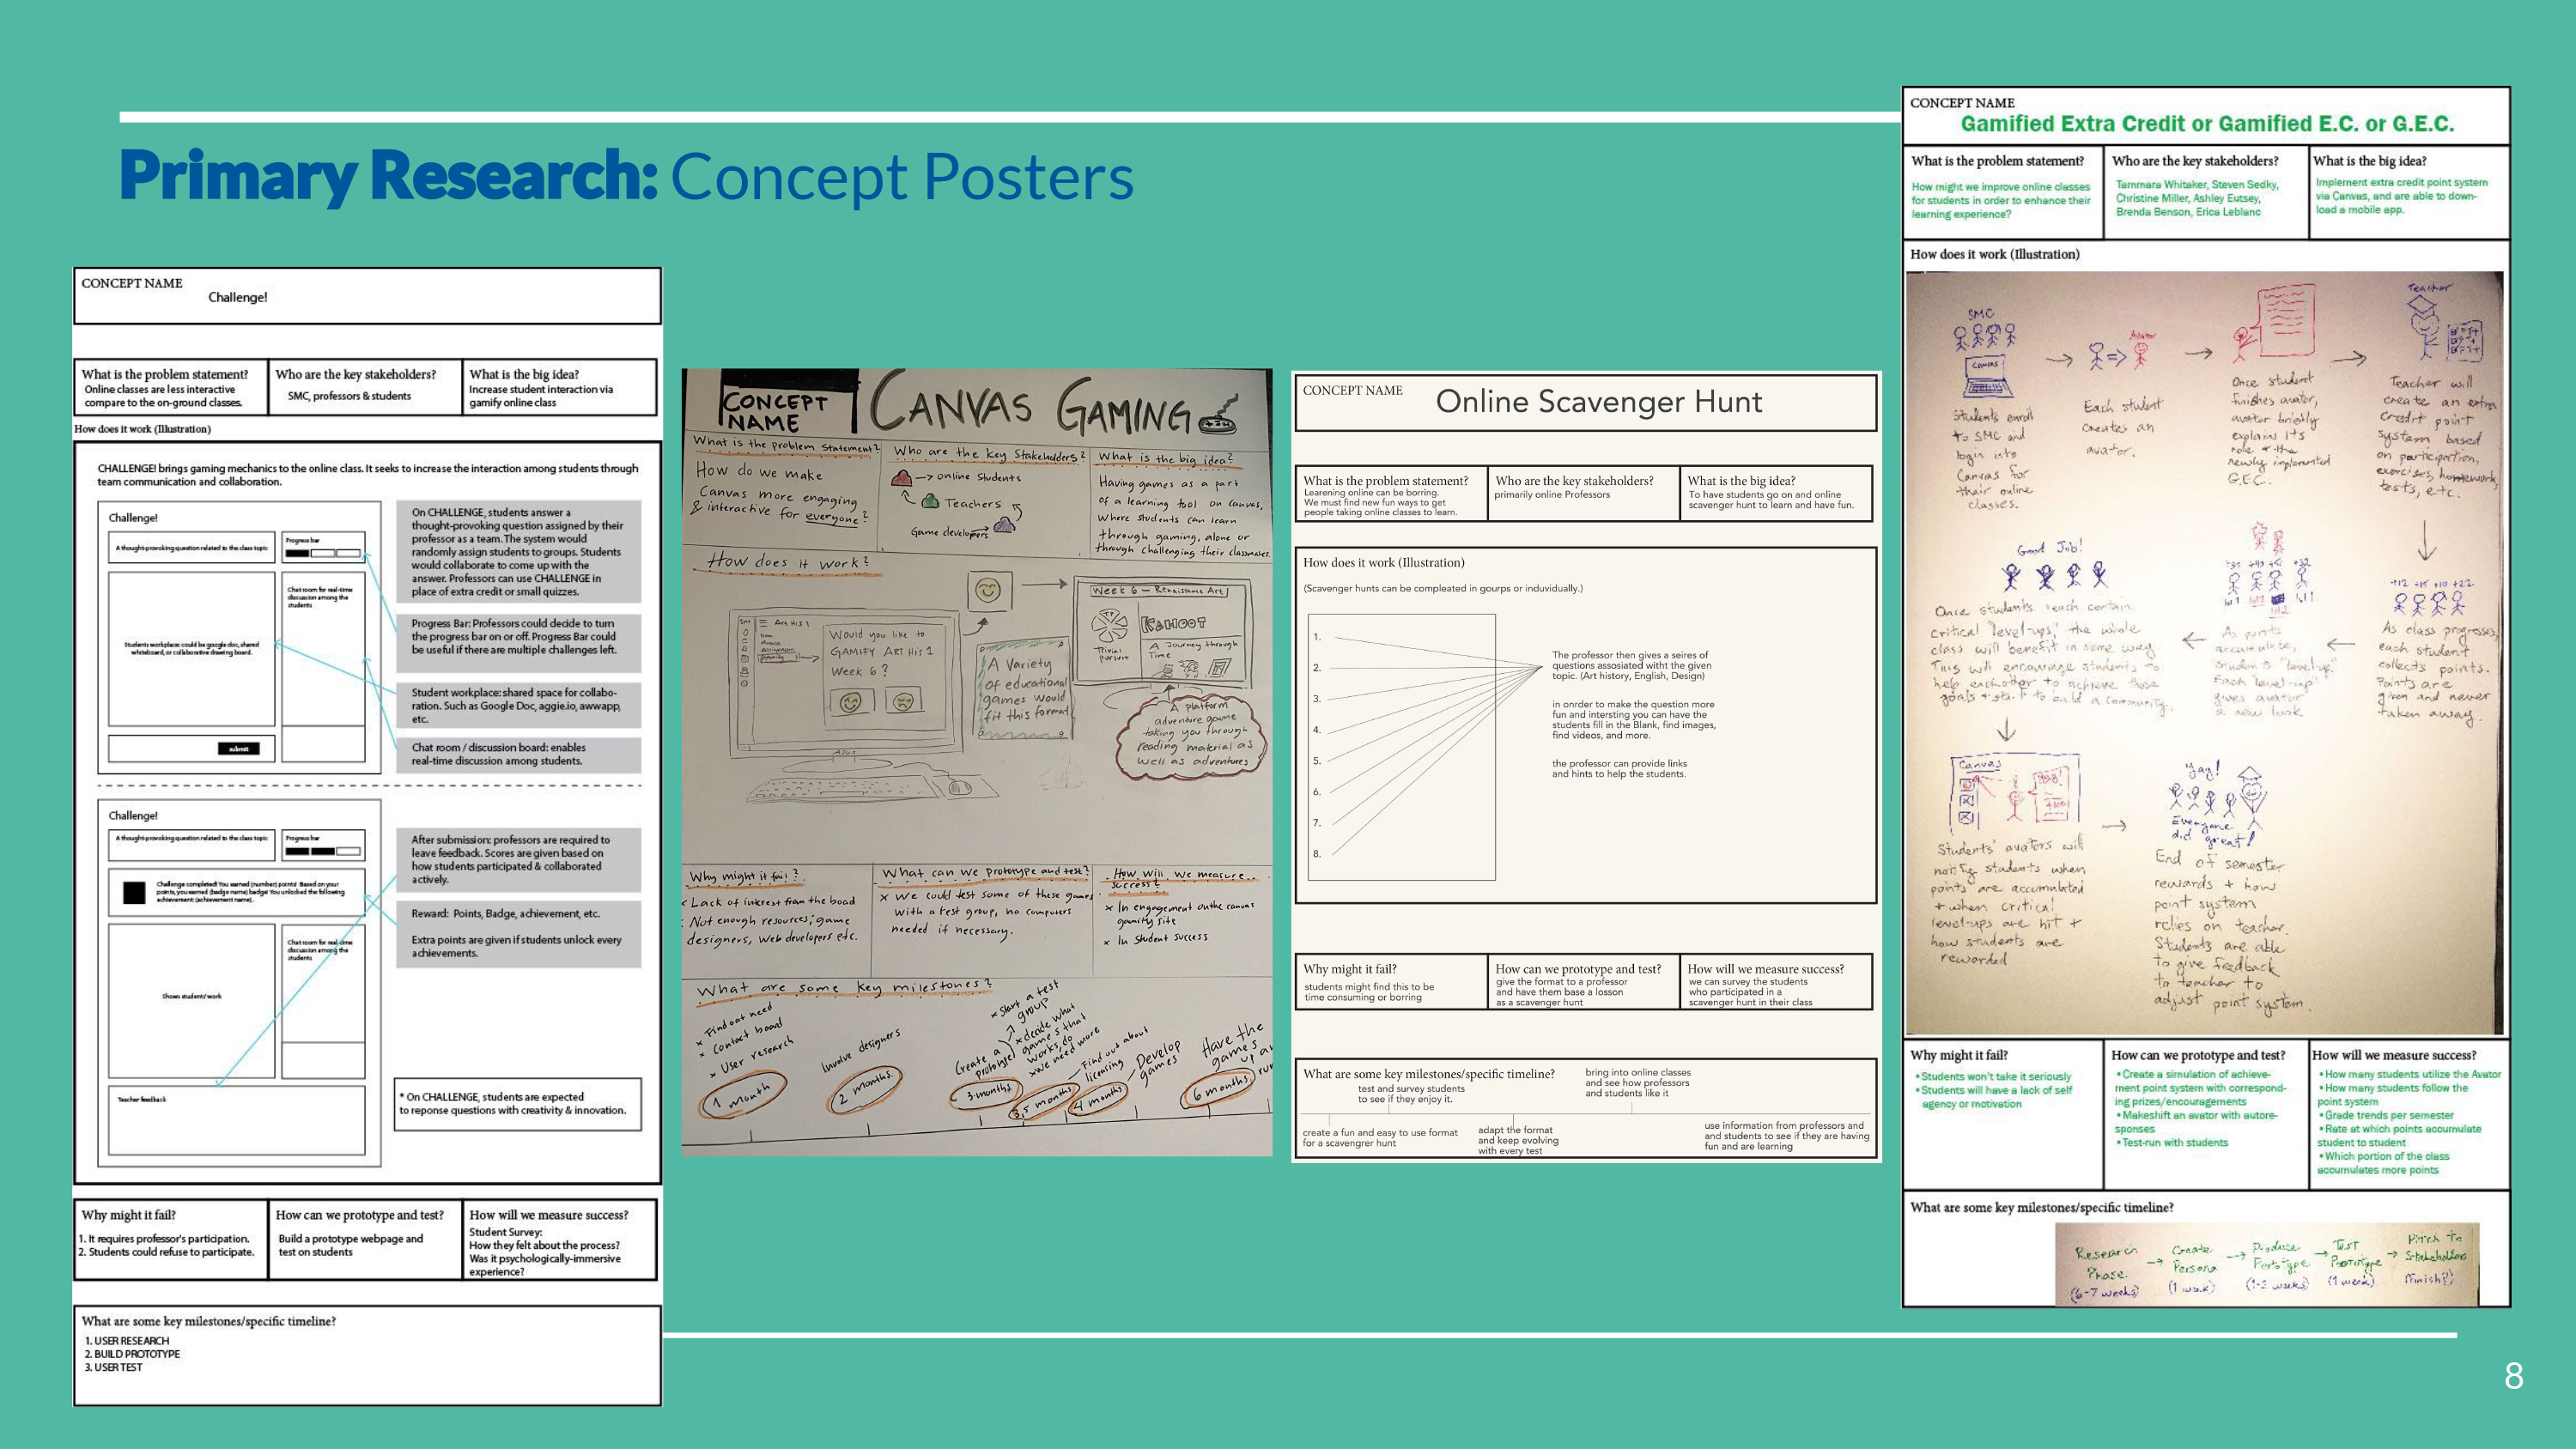 Primary Research: Concept Posters
CONCEPT NAME
Challenge!
What is the problem statement?
Online classes are less interactive
compare to the on-ground classes.
Who are the key stakeholders?
SMC, professors & students
What is the big idea?
Increase student interaction via
gamify online class
How does it work (Illustration)
CHALLENGE! brings gaming mechanics to the online class. It seeks to increase the interaction among students through
team communication and collaboration.
Challenge!
A thought-provoking question related to the class topic
Progress bar
Chat room for real-time
discussion among the
students
Students workplace could be google doc, shared
whiteboard, or collaborative drawing board.
submit
On CHALLENGE, students answer a
thought-provoking question assigned by their
professor as a team. The system would
randomly assign students to groups. Students
would collaborate to come up with the
answer. Professors can use CHALLENGE in
place of extra credit or small quizzes.
Progress Bar: Professors could decide to turn
the progress bar on or off. Progress Bar could
be useful if there are multiple challenges left.
Student workplace: shared space for collabo-
ration. Such as Google Doc, aggie.io, awwapp,
etc.
Chat room / discussion board: enables
real-time discussion among students.
Challenge!
A thought-provoking question related to the class topic
Progress bar
Challenge completed! You earned (number) points! Based on your
points, you earned (badge name) badge You unlocked the following
achievement: (achievement name).
Chat room for real-time
discussion among the
students
Shows students' work
Teacher feedback
After submission: professors are required to
leave feedback. Scores are given based on
how students participated & collaborated
actively.
Reward: Points, Badge, achievement, etc.
Extra points are given if students unlock every
achievements.
* On CHALLENGE, students are expected
to reponse questions with creativity & innovation.
Why might it fail?
1. It requires professor's participation.
2. Students could refuse to participate.
How can we prototype and test?
Build a prototype webpage and
test on students
How will we measure success?
Student Survey:
How they felt about the process?
Was it psychologically-immersive
experience?
What are some key milestones/specific timeline?
1. USER RESEARCH
2. BUILD PROTOTYPE
3. USER TEST
CONCEPT
NAME
CANVAS GAMING
What is the problem statement?
How do we make
Canvas more engaging
& interactive for everyone?
Who are the key stakeholders?
-> online Students
Teachers
Game developers
What is the big idea?
Having games as a part
of a learning tool on canvas,
where students can learn
through gaming, alone or
through challenging their classmates.
How does it work?
Art His 1
Would you like to
GAMIFY ART HIS 1
Week 6?
A Variety
of educational
games would
fit this format
Week 6 – Renaissance Art
KAHOOT
Trivial
pursuit
A Journey through
Time
A platform
adventure game
taking you through
reading material as
well as adventures
Why might it fail?
Lack of interest from the board
Not enough resources; game
designers, web developers etc.
What can we prototype and test?
x We could test some of these games
with a test group, no computers
needed if necessary.
How will we measure
success?
x In engagement on the canvas
gamify site
x In student success
What are some key milestones?
x Find out need
x Contact board
x User research
1 month
Involve designers
2 months
Create a
prototype
x Start a test
group
x decide what
game's that
works, do
we need more
3 months
Find out about
licencing
3,5 months
Develop
games
4 months
Have the
games
up a
run
6 months
CONCEPT NAME
Online Scavenger Hunt
What is the problem statement?
Learening online can be borring.
We must find new fun ways to get
people taking online classes to learn.
Who are the key stakeholders?
primarily online Professors
What is the big idea?
To have students go on and online
scavenger hunt to learn and have fun.
How does it work (Illustration)
(Scavenger hunts can be compleated in gourps or induvidually.)
1.
2.
3.
4.
5.
6.
7.
8.
The professor then gives a seires of
questions assosiated witht the given
topic. (Art history, English, Design)
in onrder to make the question more
fun and intersting you can have the
students fill in the Blank, find images,
find videos, and more.
the professor can provide links
and hints to help the students.
Why might it fail?
students might find this to be
time consuming or borring
How can we prototype and test?
give the format to a professor
and have them base a losson
as a scavenger hunt
How will we measure success?
we can survey the students
who participated in a
scavenger hunt in their class
What are some key milestones/specific timeline?
test and survey students
to see if they enjoy it.
bring into online classes
and see how professors
and students like it
create a fun and easy to use format
for a scavengrer hunt
adapt the format
and keep evolving
with every test
use information from professors and
and students to see if they are having
fun and are learning
CONCEPT NAME
Gamified Extra Credit or Gamified E.C. or G.E.C.
What is the problem statement?
How might we improve online classes
for students in order to enhance their
learning experience?
Who are the key stakeholders?
Tammara Whitaker, Steven Sedky,
Christine Miller, Ashley Eutsey,
Brenda Benson, Erica Leblanc
What is the big idea?
Implement extra credit point system
via Canvas, and are able to down-
load a mobile app.
How does it work (Illustration)
SMC
Canvas
Students enroll
to SMC and
login into
Canvas for
their online
classes.
Avatar
Each student
creates an
avatar.
Once student
finishes avatar,
avatar briefly
explains it's
role & the
newly implemented
G.E.C.
Teacher
Teacher will
create an extra
credit point
system based
on participation,
exercises, homework,
tests, etc.
+12 +15 +10 +22
As class progresses,
each student
collects points.
Points are
given and never
taken away.
As points
accumulate,
students "level-up"
Each "level-up"
gives avatar
a new look.
Good Job!
Once students reach certain
critical "level-ups," the whole
class will benefit in some way.
This will encourage students to
help eachother to achieve those
goals + start to build a community.
Canvas
Students' avatars will
notify students when
points are accumulated
+ when critical
level-ups are hit +
how students are
rewarded
Yay!
Everyone
did great!
End of semester
rewards + how
point system
relies on teacher.
Students are able
to give feedback
to teacher to
adjust point system.
Why might it fail?
•Students won't take it seriously
•Students will have a lack of self
agency or motivation
How can we prototype and test?
•Create a simulation of achieve-
ment point system with correspond-
ing prizes/encouragements
•Makeshift an avatar with autore-
sponses
•Test-run with students
How will we measure success?
•How many students utilize the Avator
•How many students follow the
point system
•Grade trends per semester
•Rate at which points accumulate
student to student
•Which portion of the class
accumulates more points
What are some key milestones/specific timeline?
Research
Phase
(6-7 weeks)
Create
Persona
(1 week)
Produce
Prototype
(1-2 weeks)
Test
Prototype
(1 week)
Pitch to
Stakeholders
(finish!)
8